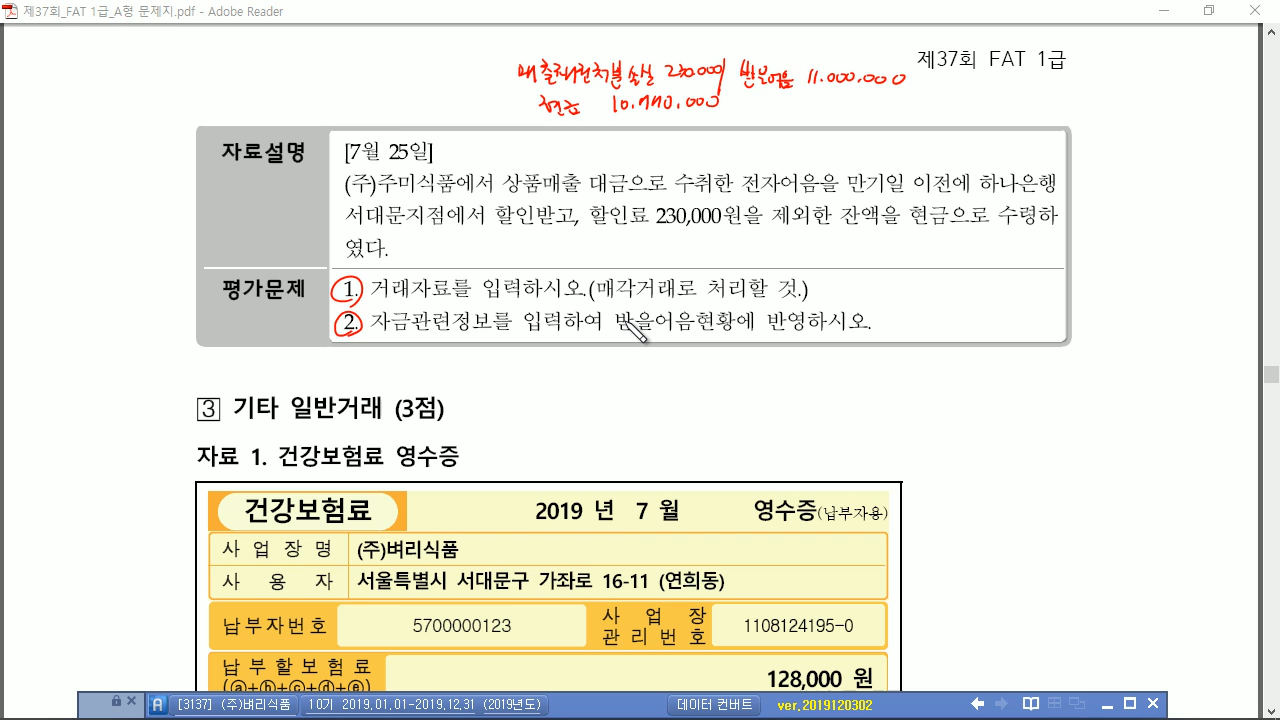 제37회_FAT 1급_A형 문제지.pdf - Adobe Reader
제37회 FAT 1급
매출채권처분손실 230.000 / 받을어음 11.000.000
현금 10.770.000
자료설명
[7월 25일]
(주)주미식품에서 상품매출 대금으로 수취한 전자어음을 만기일 이전에 하나은행
서대문지점에서 할인받고, 할인료 230,000원을 제외한 잔액을 현금으로 수령하
였다.
평가문제
1. 거래자료를 입력하시오.(매각거래로 처리할 것.)
2. 자금관련정보를 입력하여 받을어음현황에 반영하시오.
3 기타 일반거래 (3점)
자료 1. 건강보험료 영수증
건강보험료 2019 년 7 월 영수증(납부자용)
사 업 장 명 (주)벼리식품
사 용 자 서울특별시 서대문구 가좌로 16-11 (연희동)
납부자번호 5700000123 사 업 장 관 리 번 호 1108124195-0
납 부 할 보 험 료 128,000 원
(ⓐ+ⓑ+ⓒ+ⓓ+ⓔ)
A [3137] (주)벼리식품 10기 2019.01.01-2019.12.31 (2019년도) 데이터 컨버트 ver.2019120302